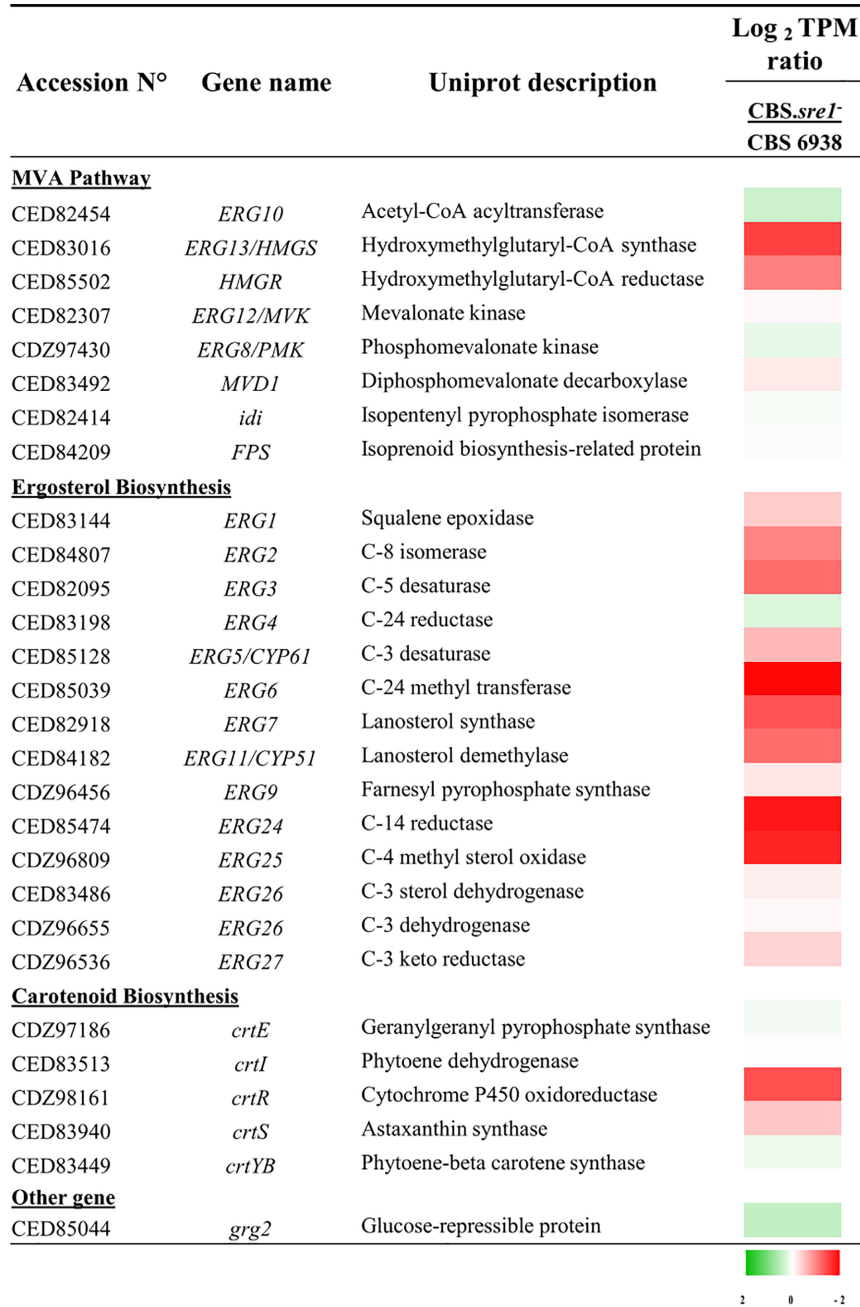 Log 2 TPM
ratio
Accession N° Gene name Uniprot description
CBS.sre1-
CBS 6938
MVA Pathway
CED82454 ERG10 Acetyl-CoA acyltransferase
CED83016 ERG13/HMGS Hydroxymethylglutaryl-CoA synthase
CED85502 HMGR Hydroxymethylglutaryl-CoA reductase
CED82307 ERG12/MVK Mevalonate kinase
CDZ97430 ERG8/PMK Phosphomevalonate kinase
CED83492 MVD1 Diphosphomevalonate decarboxylase
CED82414 idi Isopentenyl pyrophosphate isomerase
CED84209 FPS Isoprenoid biosynthesis-related protein
Ergosterol Biosynthesis
CED83144 ERG1 Squalene epoxidase
CED84807 ERG2 C-8 isomerase
CED82095 ERG3 C-5 desaturase
CED83198 ERG4 C-24 reductase
CED85128 ERG5/CYP61 C-3 desaturase
CED85039 ERG6 C-24 methyl transferase
CED82918 ERG7 Lanosterol synthase
CED84182 ERG11/CYP51 Lanosterol demethylase
CDZ96456 ERG9 Farnesyl pyrophosphate synthase
CED85474 ERG24 C-14 reductase
CDZ96809 ERG25 C-4 methyl sterol oxidase
CED83486 ERG26 C-3 sterol dehydrogenase
CDZ96655 ERG26 C-3 dehydrogenase
CDZ96536 ERG27 C-3 keto reductase
Carotenoid Biosynthesis
CDZ97186 crtE Geranylgeranyl pyrophosphate synthase
CED83513 crtI Phytoene dehydrogenase
CDZ98161 crtR Cytochrome P450 oxidoreductase
CED83940 crtS Astaxanthin synthase
CED83449 crtYB Phytoene-beta carotene synthase
Other gene
CED85044 grg2 Glucose-repressible protein
2 0 -2